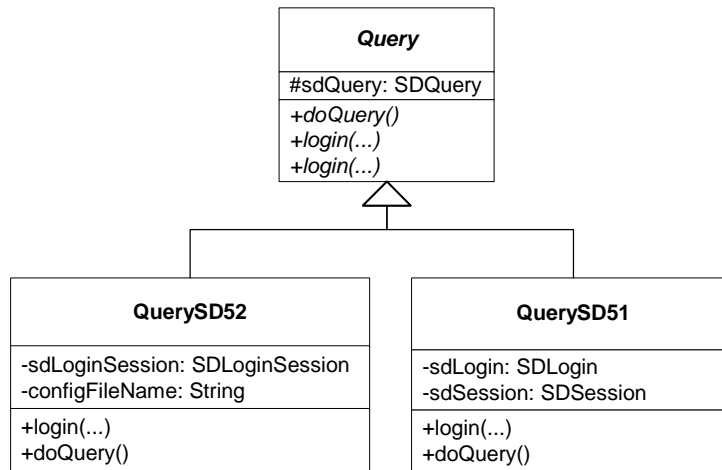 Query
#sdQuery: SDQuery
+doQuery()
+login(...)
+login(...)
QuerySD52
-sdLoginSession: SDLoginSession
-configFileName: String
+login(...)
+doQuery()
QuerySD51
-sdLogin: SDLogin
-sdSession: SDSession
+login(...)
+doQuery()